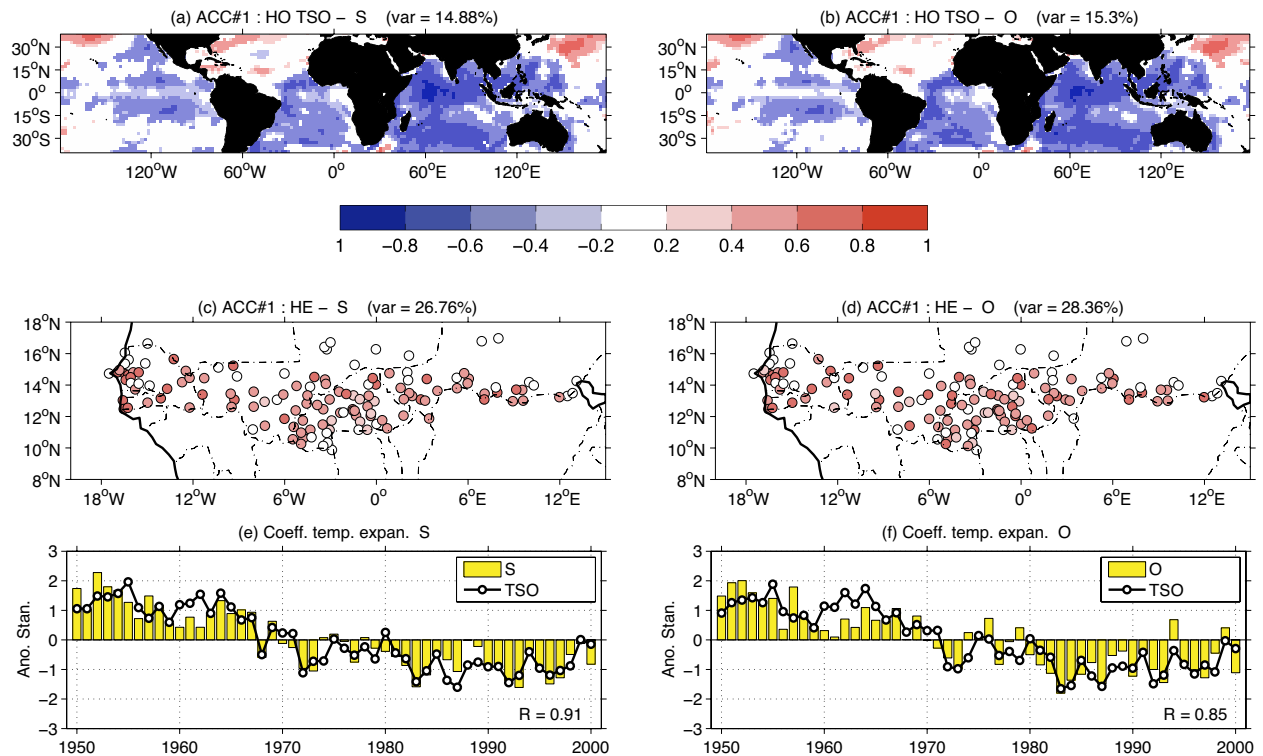 (a) ACC#1 : HO TSO − S (var = 14.88%)
(b) ACC#1 : HO TSO − O (var = 15.3%)
30°N
15°N
0°
15°S
30°S
120°W 60°W 0° 60°E 120°E
30°N
15°N
0°
15°S
30°S
120°W 60°W 0° 60°E 120°E
1 −0.8 −0.6 −0.4 −0.2 0.2 0.4 0.6 0.8 1
(c) ACC#1 : HE − S (var = 26.76%)
18°N
16°N
14°N
12°N
10°N
8°N
18°W 12°W 6°W 0° 6°E 12°E
(d) ACC#1 : HE − O (var = 28.36%)
18°N
16°N
14°N
12°N
10°N
8°N
18°W 12°W 6°W 0° 6°E 12°E
(e) Coeff. temp. expan. S
Ano. Stan.
3
2
1
0
−1
−2
−3
S
TSO
R = 0.91
1950 1960 1970 1980 1990 2000
(f) Coeff. temp. expan. O
Ano. Stan.
3
2
1
0
−1
−2
−3
O
TSO
R = 0.85
1950 1960 1970 1980 1990 2000